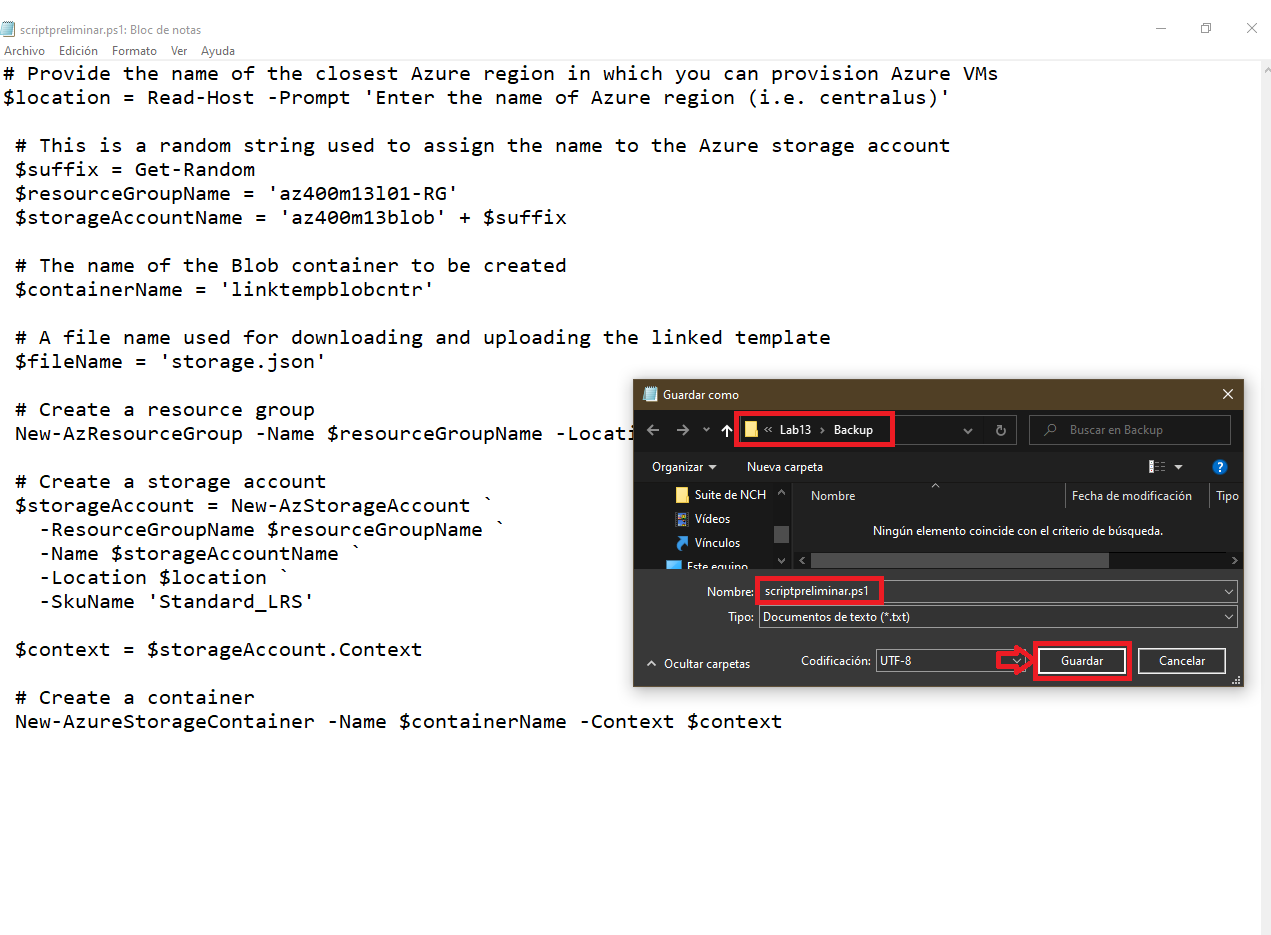 scriptpreliminar.ps1: Bloc de notas
Archivo Edición Formato Ver Ayuda
# Provide the name of the closest Azure region in which you can provision Azure VMs
$location = Read-Host -Prompt 'Enter the name of Azure region (i.e. centralus)'
# This is a random string used to assign the name to the Azure storage account
$suffix = Get-Random
$resourceGroupName = 'az400m13l01-RG'
$storageAccountName = 'az400m13blob' + $suffix
# The name of the Blob container to be created
$containerName = 'linktempblobcntr'
# A file name used for downloading and uploading the linked template
$fileName = 'storage.json'
# Create a resource group
New-AzResourceGroup -Name $resourceGroupName -Locati
# Create a storage account
$storageAccount = New-AzStorageAccount `
-ResourceGroupName $resourceGroupName `
-Name $storageAccountName `
-Location $location `
-SkuName 'Standard_LRS'
$context = $storageAccount.Context
# Create a container
New-AzureStorageContainer -Name $containerName -Context $context
Guardar como
« Lab13 › Backup
Buscar en Backup
Organizar Nueva carpeta
Suite de NCH
Vídeos
Vínculos
Este equipo
Nombre Fecha de modificación Tipo
Ningún elemento coincide con el criterio de búsqueda.
Nombre: scriptpreliminar.ps1
Tipo: Documentos de texto (*.txt)
Ocultar carpetas Codificación: UTF-8 Guardar Cancelar